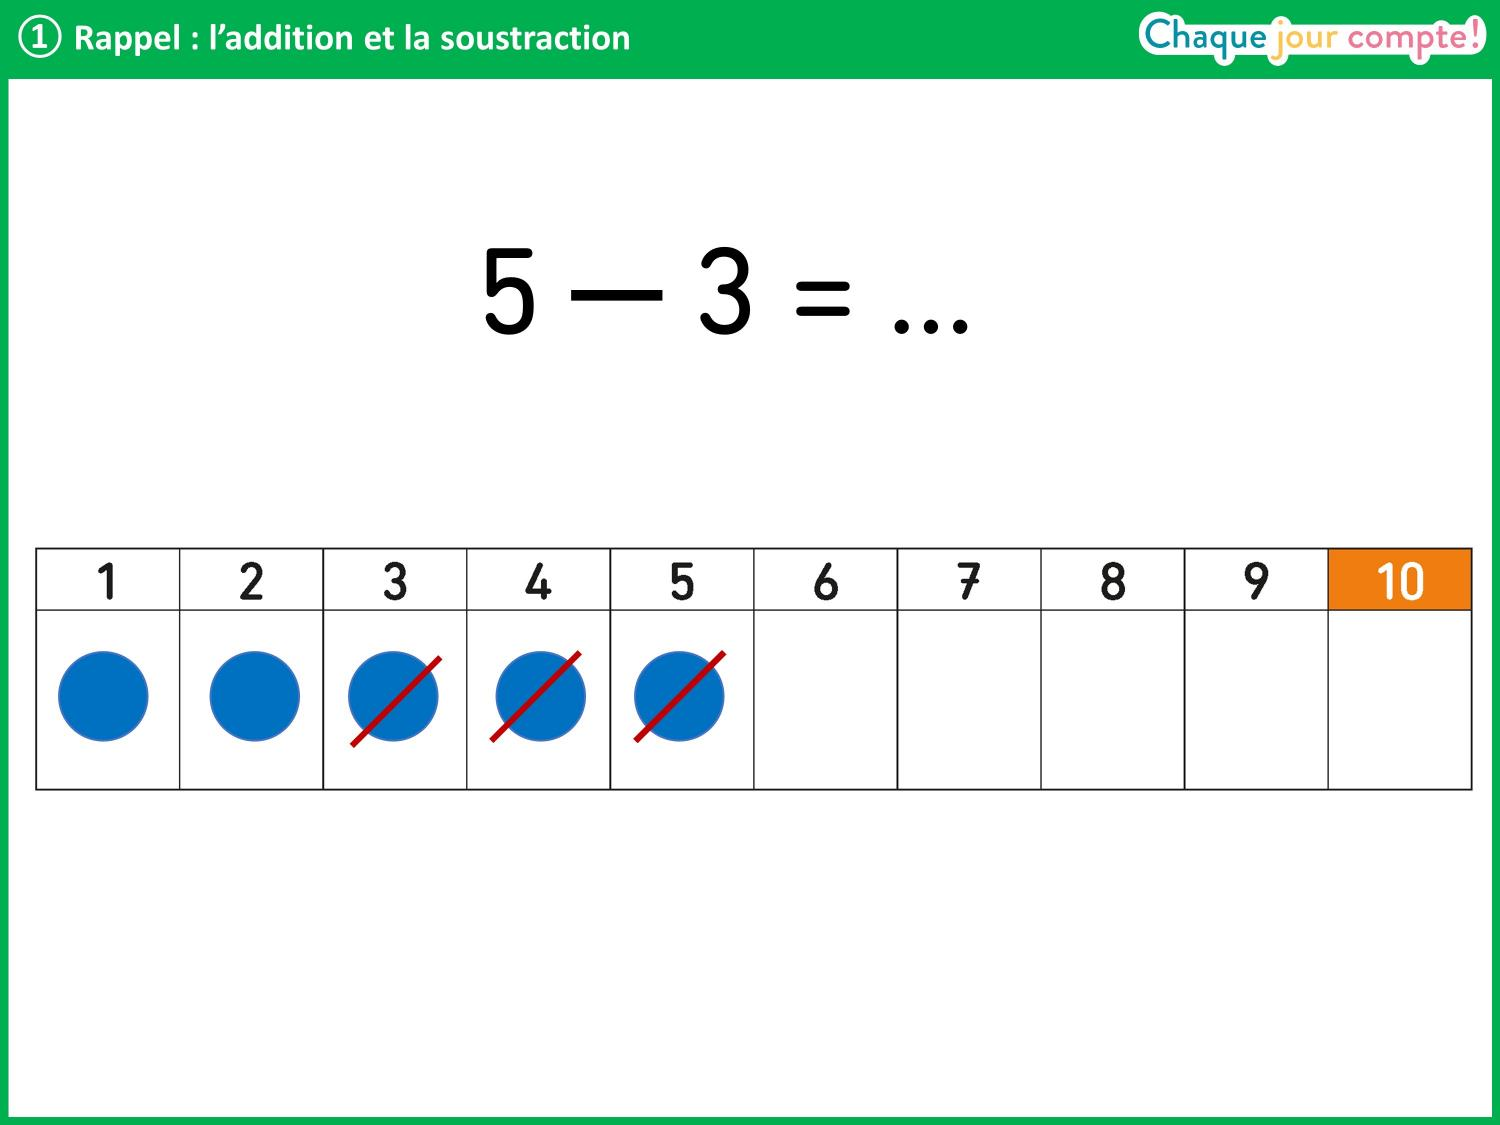 ① Rappel : l’addition et la soustraction
Chaque jour compte!
5 – 3 = ...
1 2 3 4 5 6 7 8 9 10